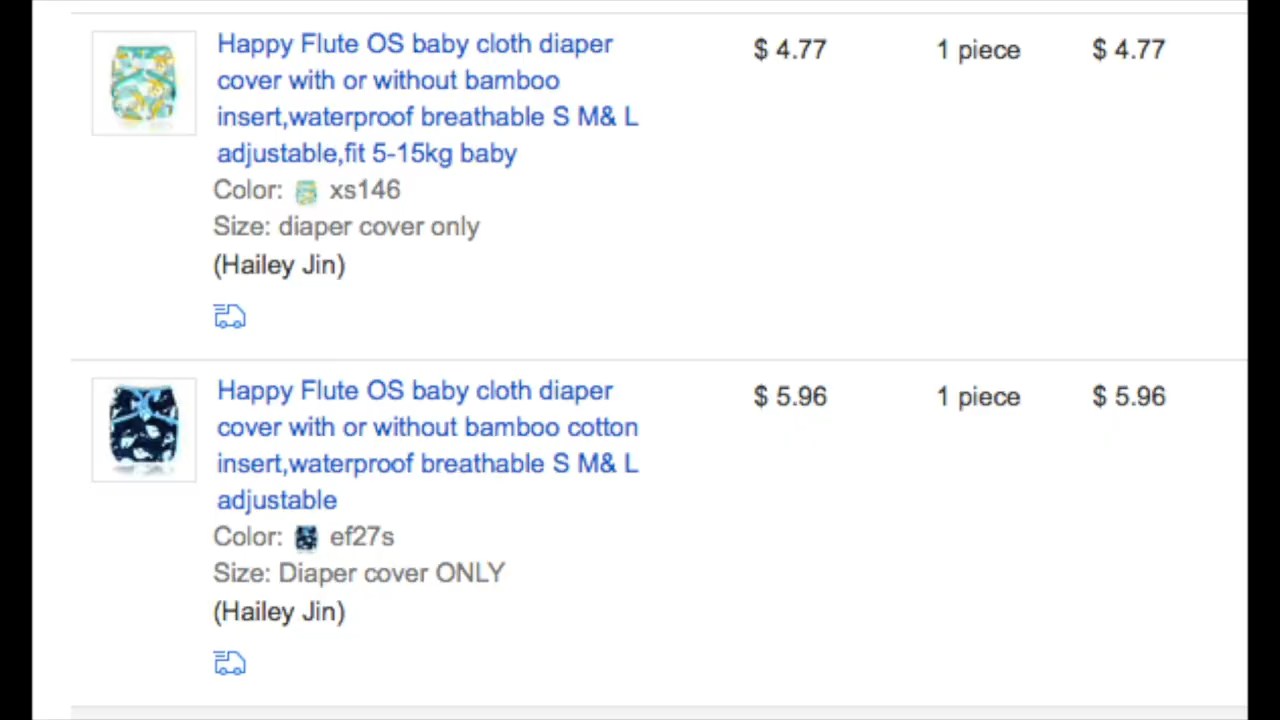 Happy Flute OS baby cloth diaper $ 4.77 1 piece $ 4.77
cover with or without bamboo
insert,waterproof breathable S M& L
adjustable,fit 5-15kg baby
Color: xs146
Size: diaper cover only
(Hailey Jin)
Happy Flute OS baby cloth diaper $ 5.96 1 piece $ 5.96
cover with or without bamboo cotton
insert,waterproof breathable S M& L
adjustable
Color: ef27s
Size: Diaper cover ONLY
(Hailey Jin)